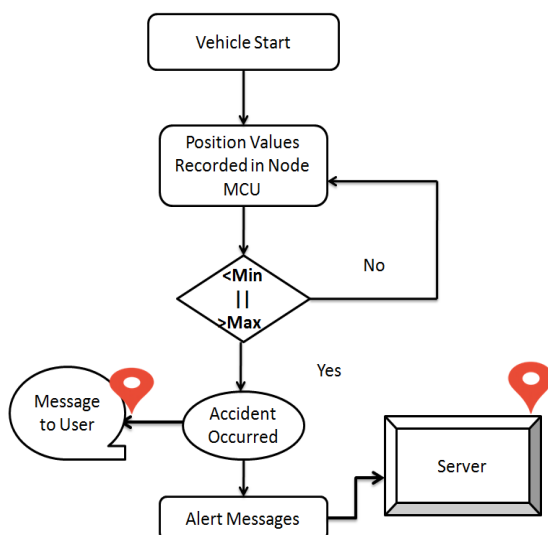 Vehicle Start
Position Values
Recorded in Node
MCU
<Min
||
>Max
No
Yes
Message
to User
Accident
Occurred
Server
Alert Messages